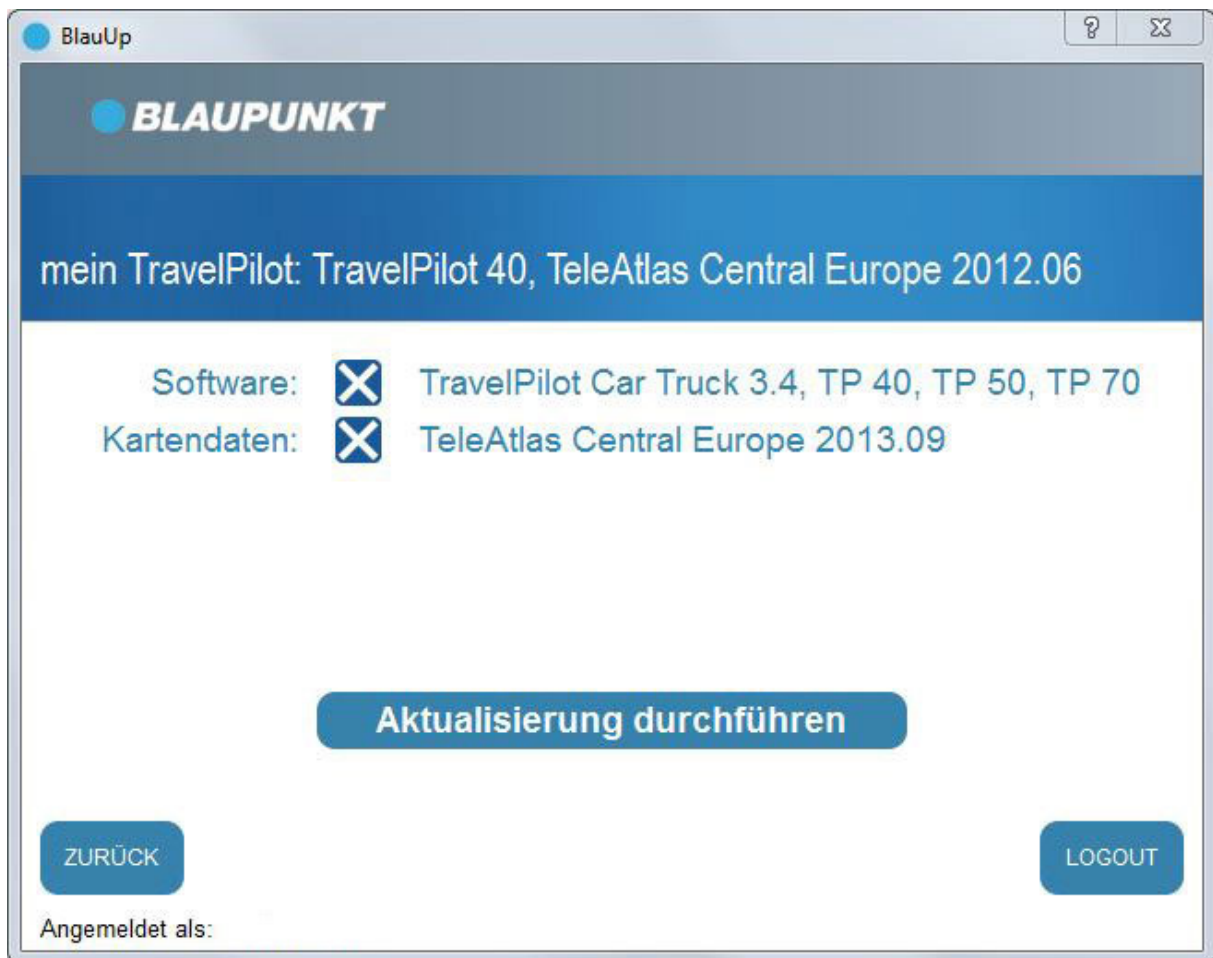 BlauUp
BLAUPUNKT
mein TravelPilot: TravelPilot 40, TeleAtlas Central Europe 2012.06
Software: TravelPilot Car Truck 3.4, TP 40, TP 50, TP 70
Kartendaten: TeleAtlas Central Europe 2013.09
Aktualisierung durchführen
ZURÜCK LOGOUT
Angemeldet als: